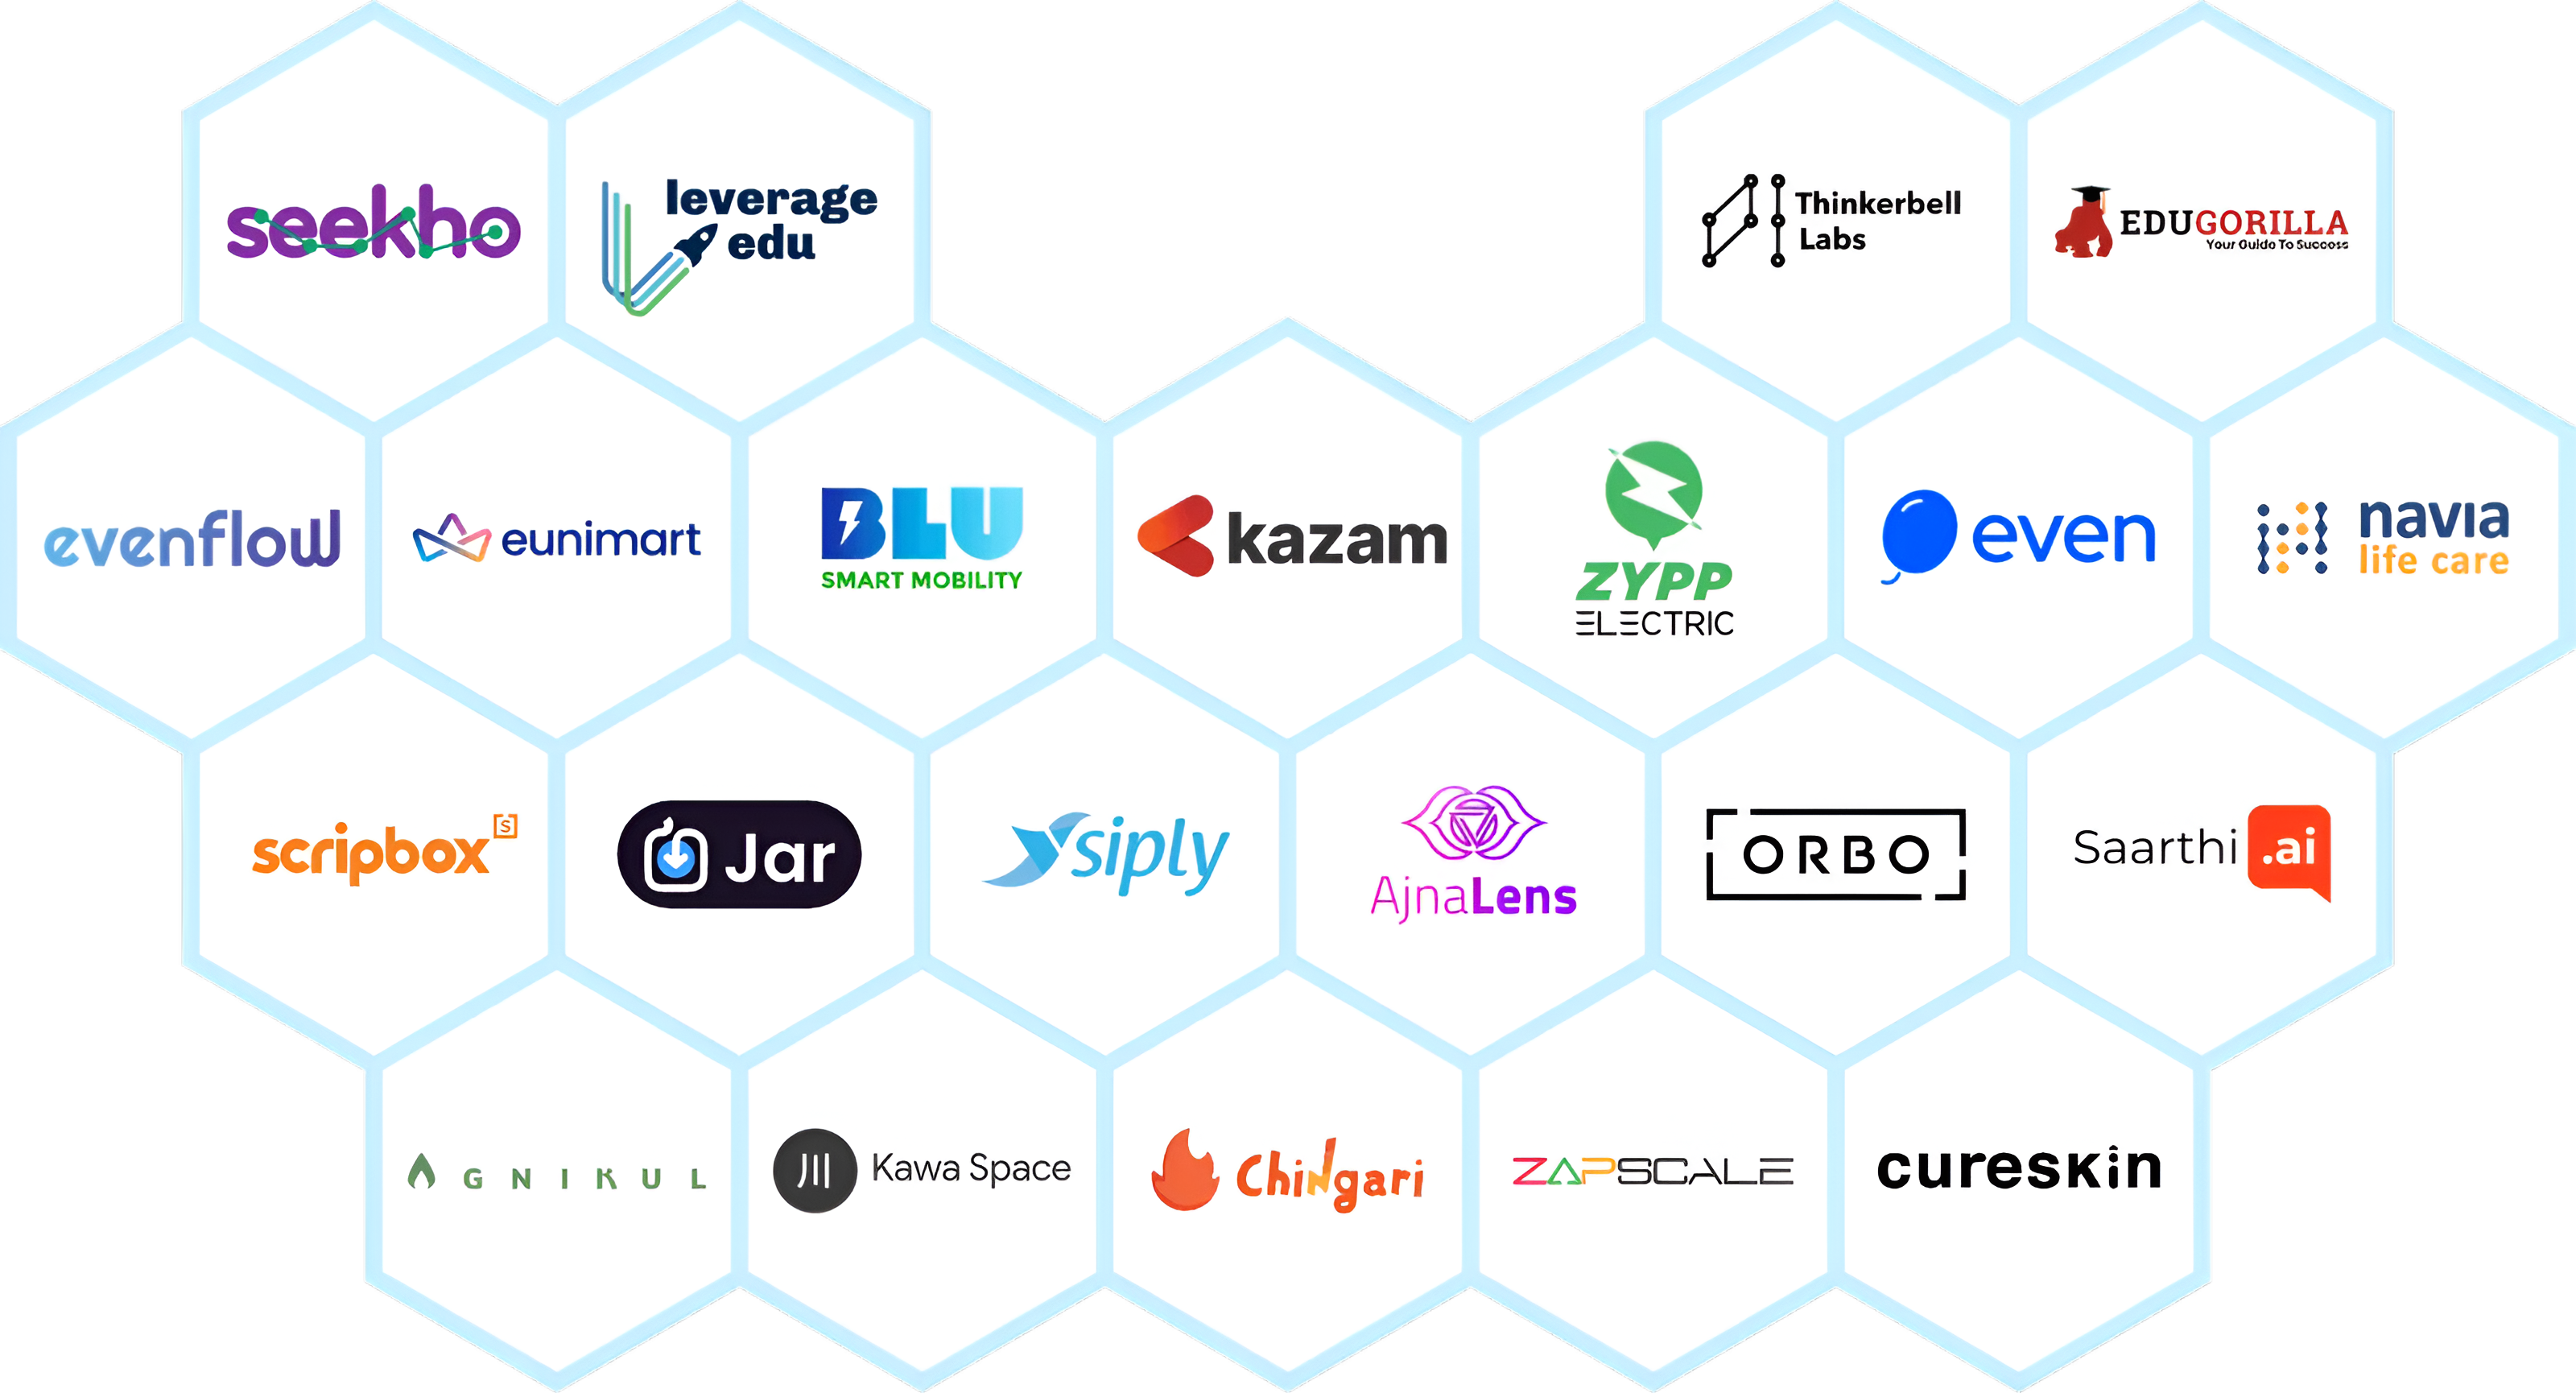 seekho
leverage
edu
Thinkerbell
Labs
EDUGORILLA
Your Guide To Success
evenflow
eunimart
BLU
SMART MOBILITY
kazam
ZYPP
ELECTRIC
even
navia
life care
scripbox
S
Jar
siply
AjnaLens
ORBO
Saarthi.ai
AGNIKUL
Kawa Space
Chingari
ZAPSCALE
cureskin